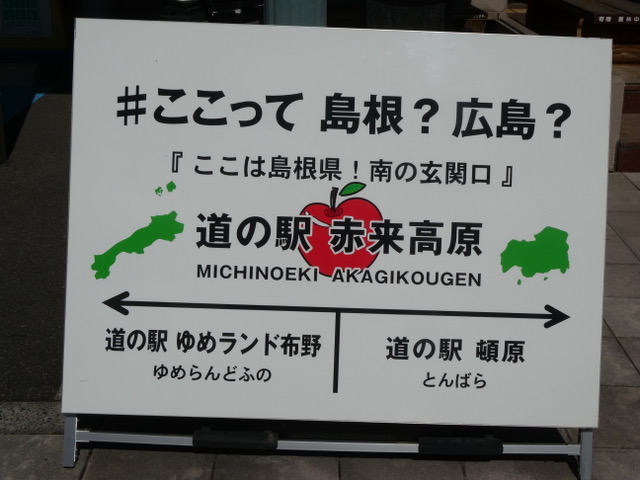 #ここって 島根？広島？
『ここは島根県！南の玄関口』
道の駅 赤来高原
MICHINOEKI AKAGIKOUGEN
道の駅 ゆめランド布野
ゆめらんどふの
道の駅 頓原
とんばら